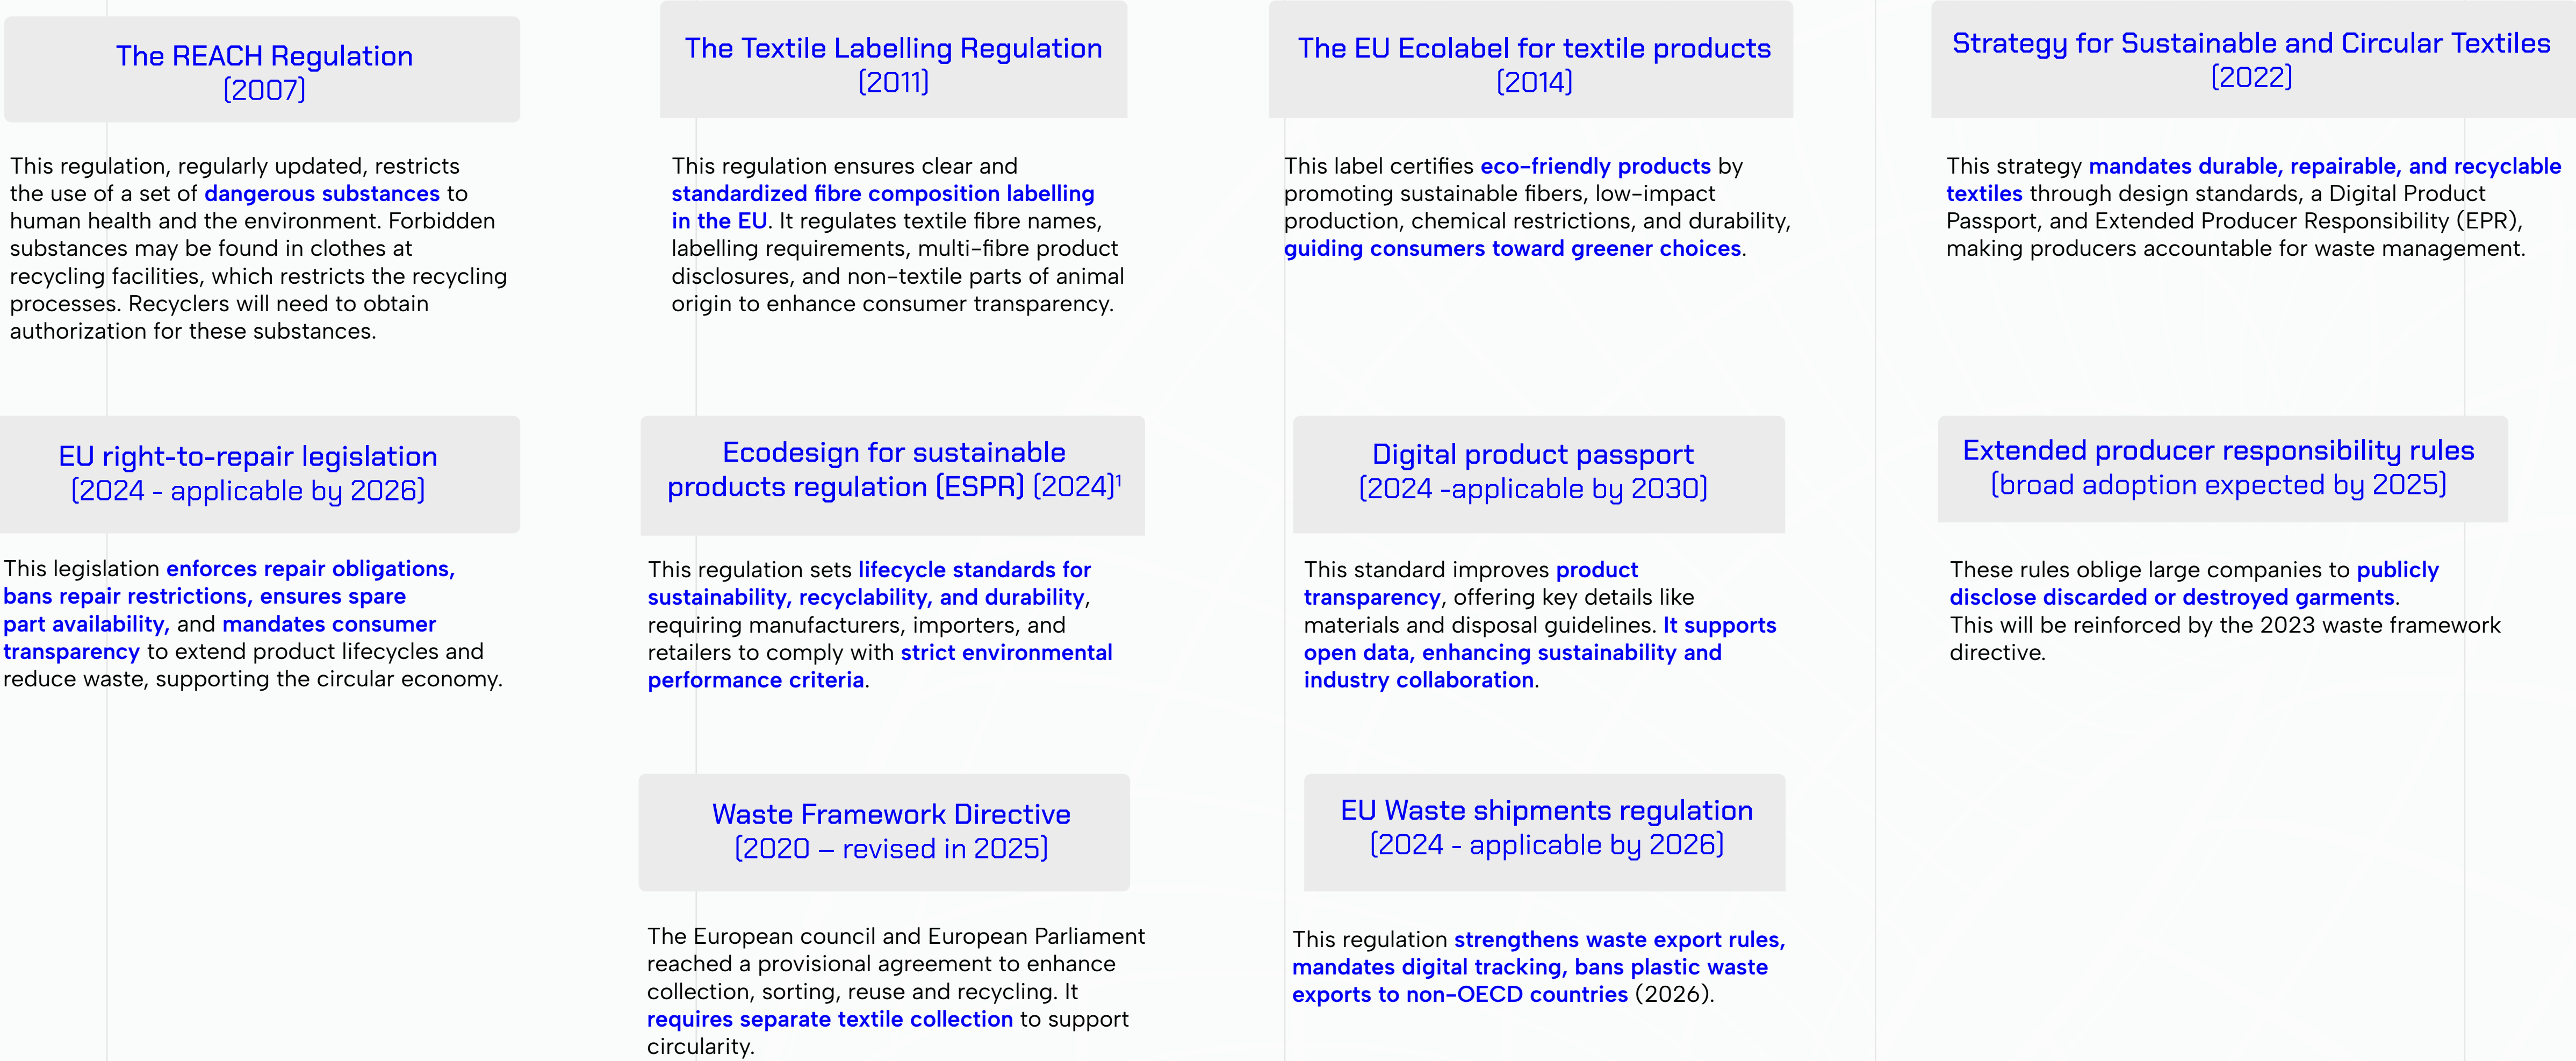 The REACH Regulation
(2007)
This regulation, regularly updated, restricts
the use of a set of dangerous substances to
human health and the environment. Forbidden
substances may be found in clothes at
recycling facilities, which restricts the recycling
processes. Recyclers will need to obtain
authorization for these substances.
The Textile Labelling Regulation
(2011)
This regulation ensures clear and
standardized fibre composition labelling
in the EU. It regulates textile fibre names,
labelling requirements, multi-fibre product
disclosures, and non-textile parts of animal
origin to enhance consumer transparency.
The EU Ecolabel for textile products
(2014)
This label certifies eco-friendly products by
promoting sustainable fibers, low-impact
production, chemical restrictions, and durability,
guiding consumers toward greener choices.
Strategy for Sustainable and Circular Textiles
(2022)
This strategy mandates durable, repairable, and recyclable
textiles through design standards, a Digital Product
Passport, and Extended Producer Responsibility (EPR),
making producers accountable for waste management.
EU right-to-repair legislation
(2024 - applicable by 2026)
This legislation enforces repair obligations,
bans repair restrictions, ensures spare
part availability, and mandates consumer
transparency to extend product lifecycles and
reduce waste, supporting the circular economy.
Ecodesign for sustainable
products regulation (ESPR) (2024)¹
This regulation sets lifecycle standards for
sustainability, recyclability, and durability,
requiring manufacturers, importers, and
retailers to comply with strict environmental
performance criteria.
Digital product passport
(2024 -applicable by 2030)
This standard improves product
transparency, offering key details like
materials and disposal guidelines. It supports
open data, enhancing sustainability and
industry collaboration.
Extended producer responsibility rules
(broad adoption expected by 2025)
These rules oblige large companies to publicly
disclose discarded or destroyed garments.
This will be reinforced by the 2023 waste framework
directive.
Waste Framework Directive
(2020 – revised in 2025)
The European council and European Parliament
reached a provisional agreement to enhance
collection, sorting, reuse and recycling. It
requires separate textile collection to support
circularity.
EU Waste shipments regulation
(2024 - applicable by 2026)
This regulation strengthens waste export rules,
mandates digital tracking, bans plastic waste
exports to non-OECD countries (2026).